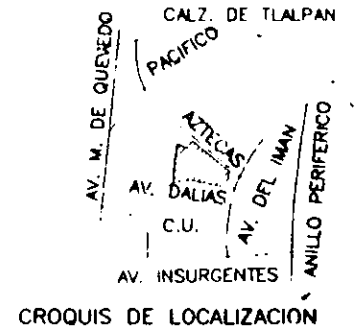 CALZ. DE TLALPAN
AV. M. DE QUEVEDO
PACIFICO
AZTECAS
AV. DALIAS
C.U.
AV. DEL IMAN
ANILLO PERIFERICO
AV. INSURGENTES
CROQUIS DE LOCALIZACION